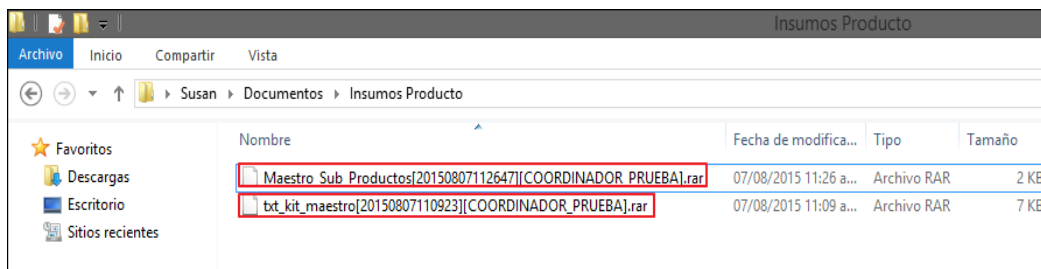 Insumos Producto
Archivo Inicio Compartir Vista
Susan Documentos Insumos Producto
Favoritos
Descargas
Escritorio
Sitios recientes
Nombre Fecha de modifica... Tipo Tamaño
Maestro_Sub_Productos[20150807112647][COORDINADOR_PRUEBA].rar 07/08/2015 11:26 a... Archivo RAR 2 KB
txt_kit_maestro[20150807110923][COORDINADOR_PRUEBA].rar 07/08/2015 11:09 a... Archivo RAR 7 KB